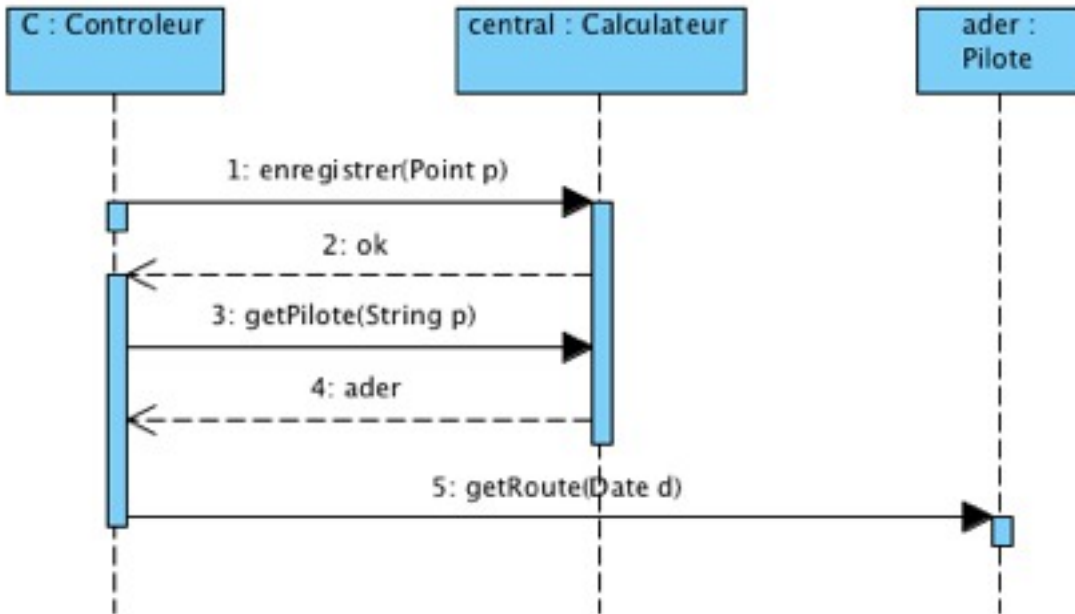 C : Controleur
central : Calculateur
ader :
Pilote
1: enregistrer(Point p)
2: ok
3: getPilote(String p)
4: ader
5: getRoute(Date d)